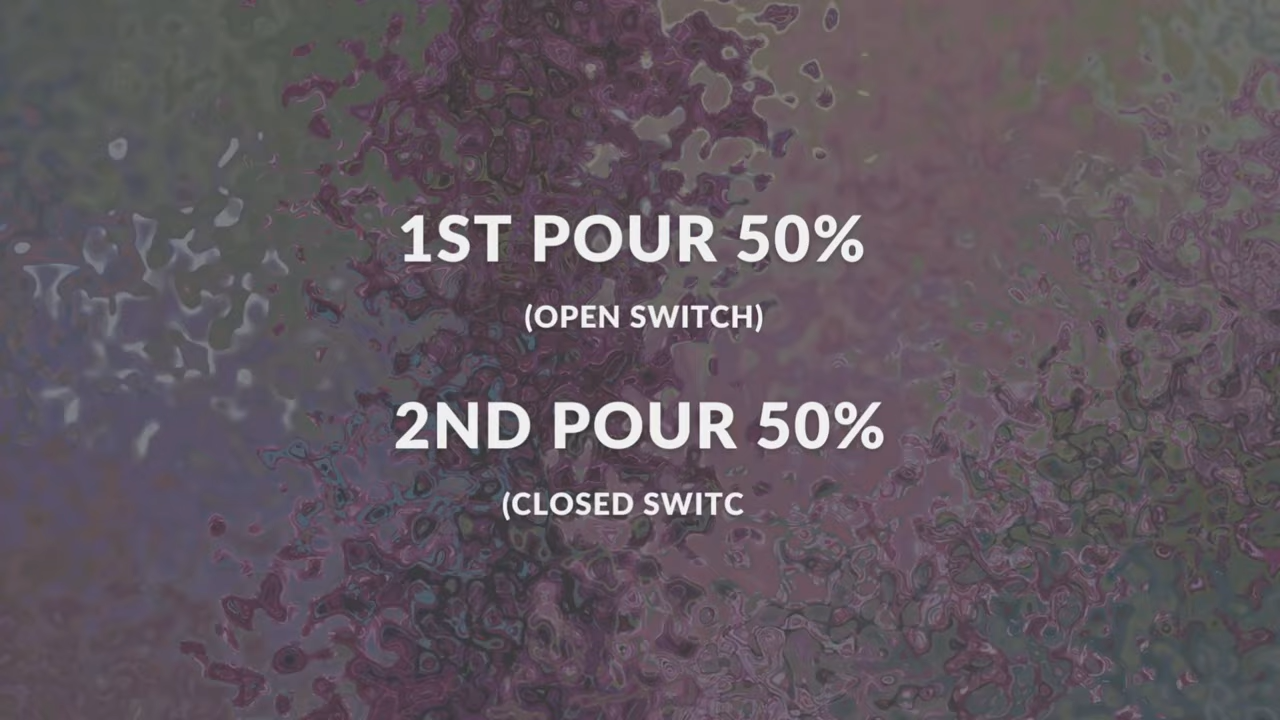 1ST POUR 50%
(OPEN SWITCH)
2ND POUR 50%
(CLOSED SWITC